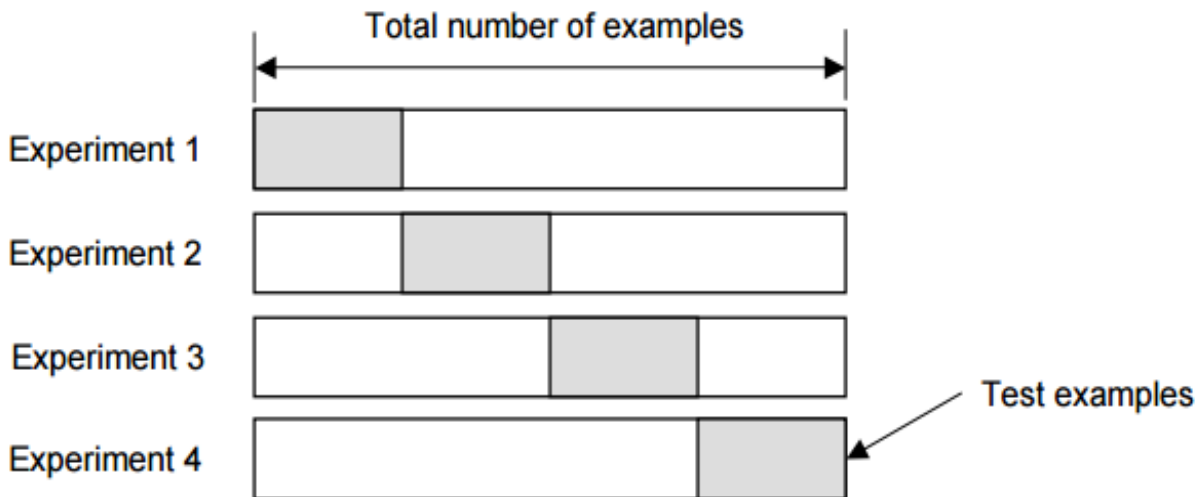 Total number of examples
Experiment 1
Experiment 2
Experiment 3
Test examples
Experiment 4